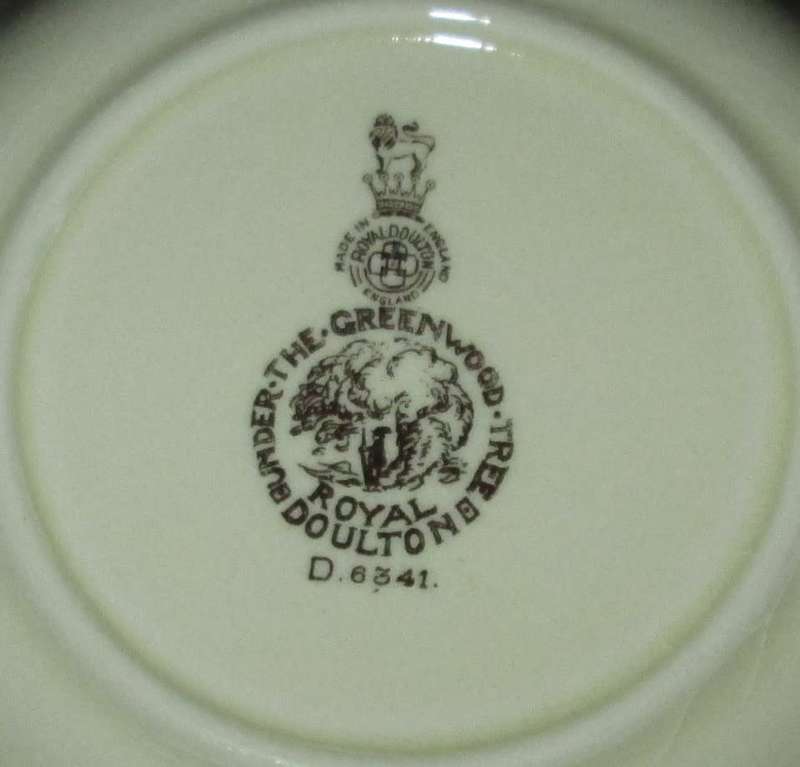 MADE IN ENGLAND
ROYAL DOULTON
ENGLAND
UNDER·THE·GREENWOOD·TREE
ROYAL
DOULTON
D.6341.